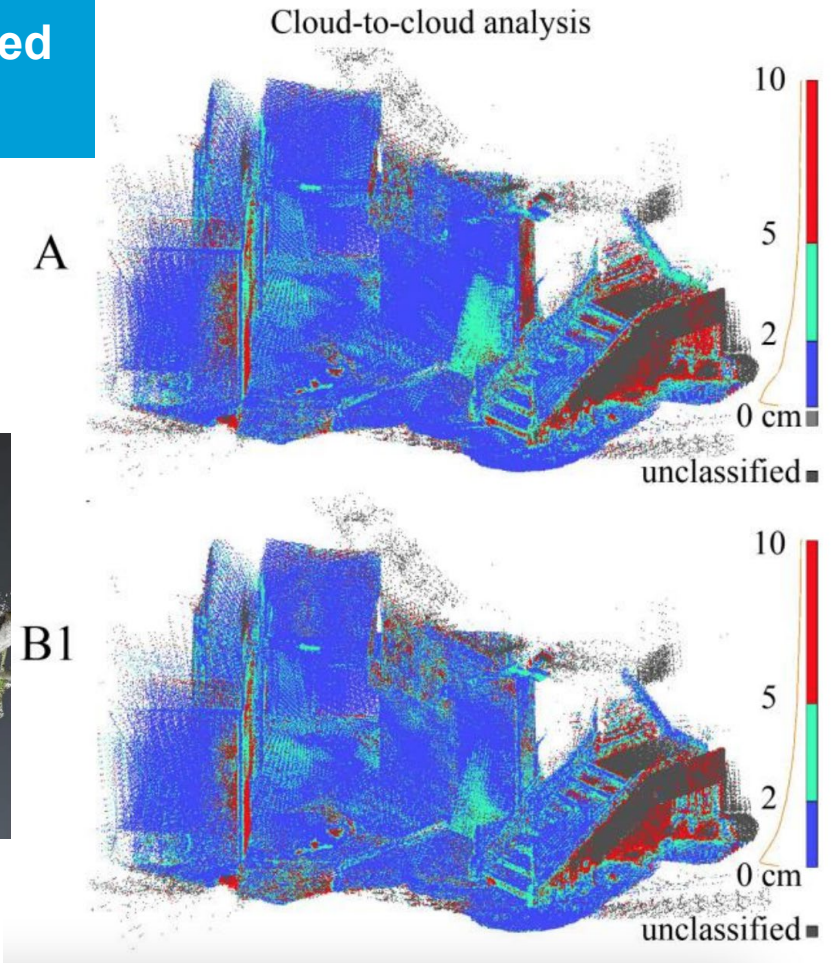 ed
Cloud-to-cloud analysis
A
10
5
2
0 cm
unclassified
B1
10
5
2
0 cm
unclassified